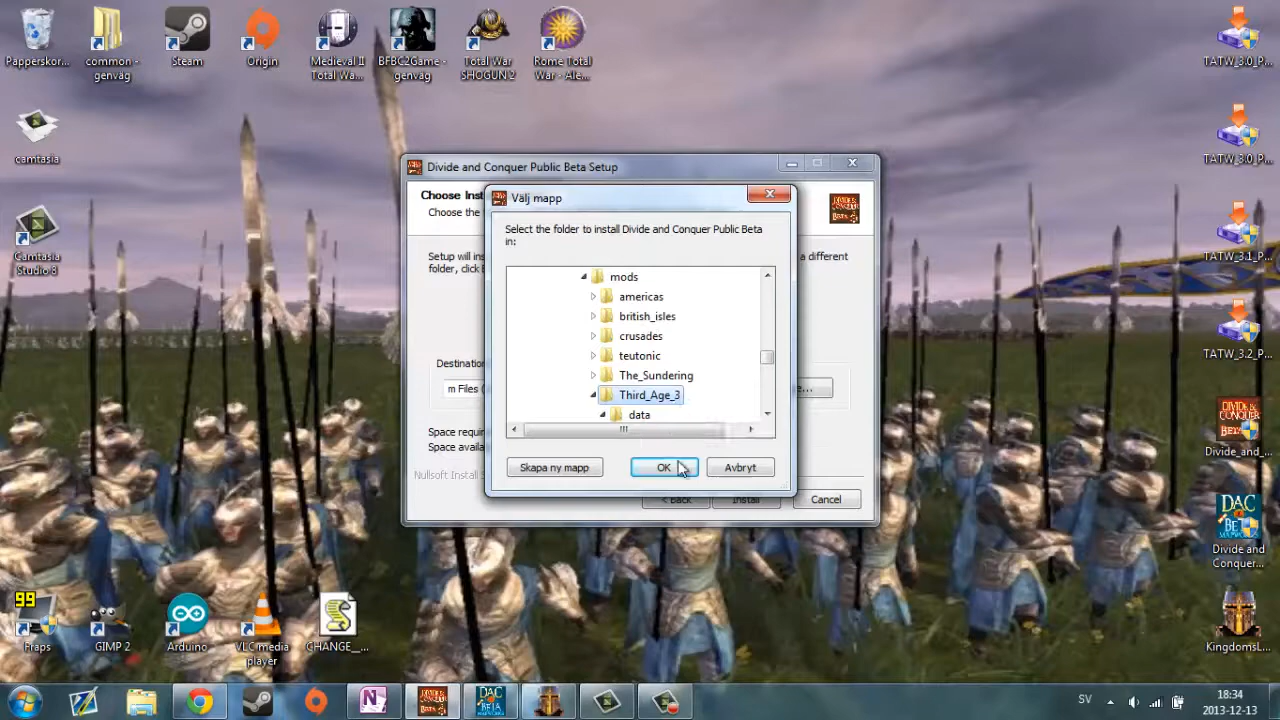 Papperskor...
common -
genväg
Steam
Origin
Medieval II
Total Wa...
BFBC2Game -
genväg
Total War
SHOGUN 2
Rome Total
War - Ale...
TATW_3.0_P...
camtasia
TATW_3.0_P...
Camtasia
Studio 8
TATW_3.1_P...
TATW_3.2_P...
Divide_and_...
Divide and
Conquer...
KingdomsL...
Divide and Conquer Public Beta Setup
Choose Inst
Choose the
Setup will ins
folder, click B
a different
Destinatio
m Files (
e...
Space requir
Space availa
Nullsoft Install S
< Back
Install
Cancel
Välj mapp
Select the folder to install Divide and Conquer Public Beta
in:
mods
americas
british_isles
crusades
teutonic
The_Sundering
Third_Age_3
data
Skapa ny mapp
OK
Avbryt
99
Fraps
GIMP 2
Arduino
VLC media
player
CHANGE__...
SV
18:34
2013-12-13